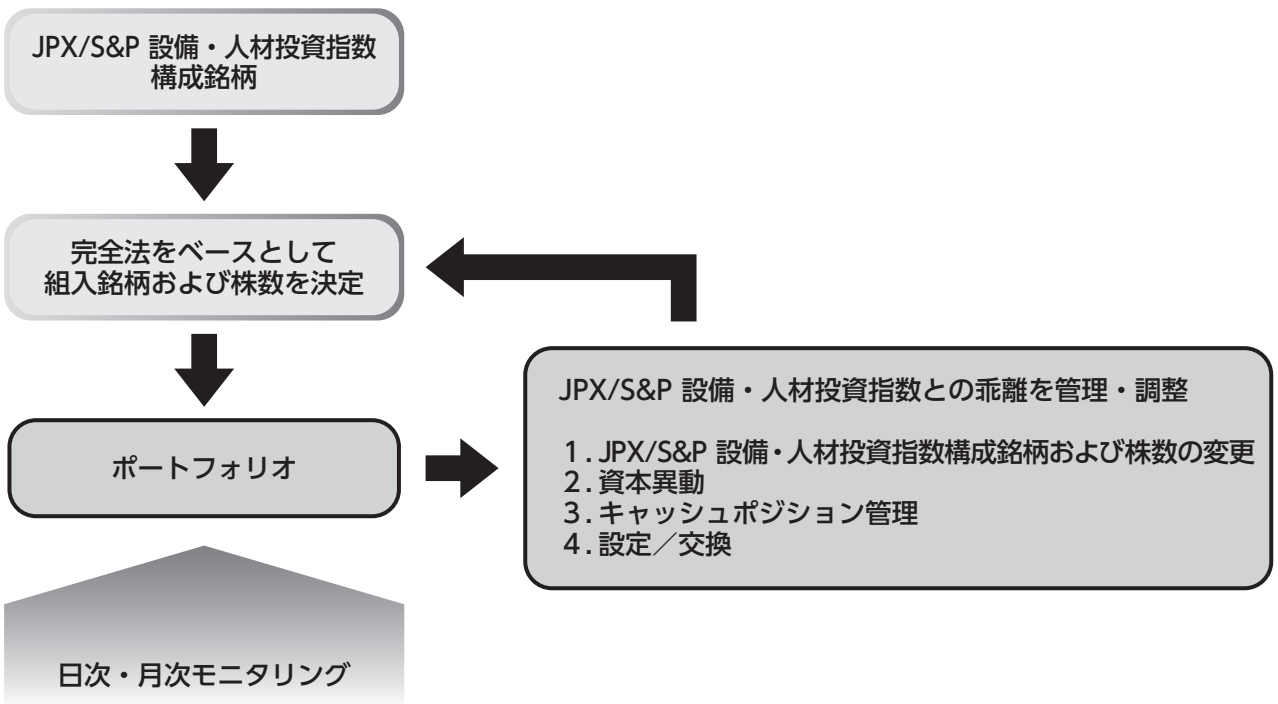 JPX/S&P 設備・人材投資指数
構成銘柄
完全法をベースとして
組入銘柄および株数を決定
ポートフォリオ
JPX/S&P 設備・人材投資指数との乖離を管理・調整
1.JPX/S&P 設備・人材投資指数構成銘柄および株数の変更
2.資本異動
3.キャッシュポジション管理
4.設定／交換
日次・月次モニタリング